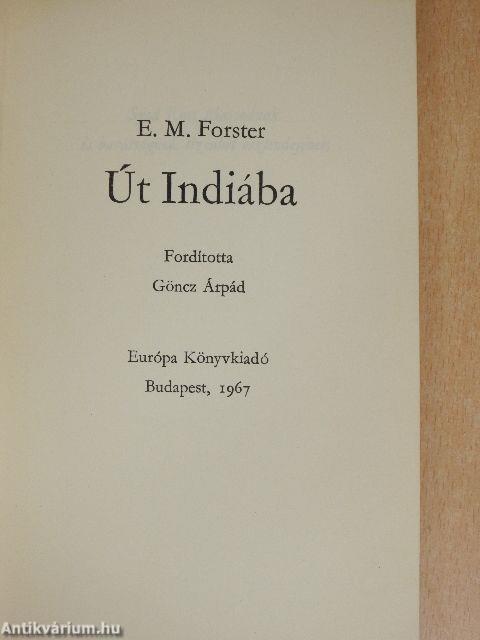 E. M. Forster
Út Indiába
Fordította
Göncz Árpád
Európa Könyvkiadó
Budapest, 1967
Antikvárium.hu